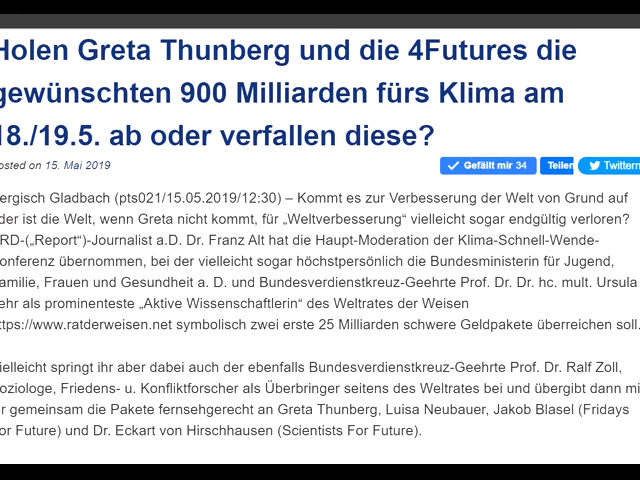 Holen Greta Thunberg und die 4Futures die
gewünschten 900 Milliarden fürs Klima am
18./19.5. ab oder verfallen diese?
osted on 15. Mai 2019
Gefällt mir 34 Teilen Twittern
ergisch Gladbach (pts021/15.05.2019/12:30) – Kommt es zur Verbesserung der Welt von Grund auf
der ist die Welt, wenn Greta nicht kommt, für „Weltverbesserung“ vielleicht sogar endgültig verloren?
RD-(„Report“)-Journalist a.D. Dr. Franz Alt hat die Haupt-Moderation der Klima-Schnell-Wende-
onferenz übernommen, bei der vielleicht sogar höchstpersönlich die Bundesministerin für Jugend,
amilie, Frauen und Gesundheit a. D. und Bundesverdienstkreuz-Geehrte Prof. Dr. Dr. hc. mult. Ursula
ehr als prominenteste „Aktive Wissenschaftlerin“ des Weltrates der Weisen
ttps://www.ratderweisen.net symbolisch zwei erste 25 Milliarden schwere Geldpakete überreichen soll.
ielleicht springt ihr aber dabei auch der ebenfalls Bundesverdienstkreuz-Geehrte Prof. Dr. Ralf Zoll,
oziologe, Friedens- u. Konfliktforscher als Überbringer seitens des Weltrates bei und übergibt dann mi
r gemeinsam die Pakete fernsehgerecht an Greta Thunberg, Luisa Neubauer, Jakob Blasel (Fridays
or Future) und Dr. Eckart von Hirschhausen (Scientists For Future).